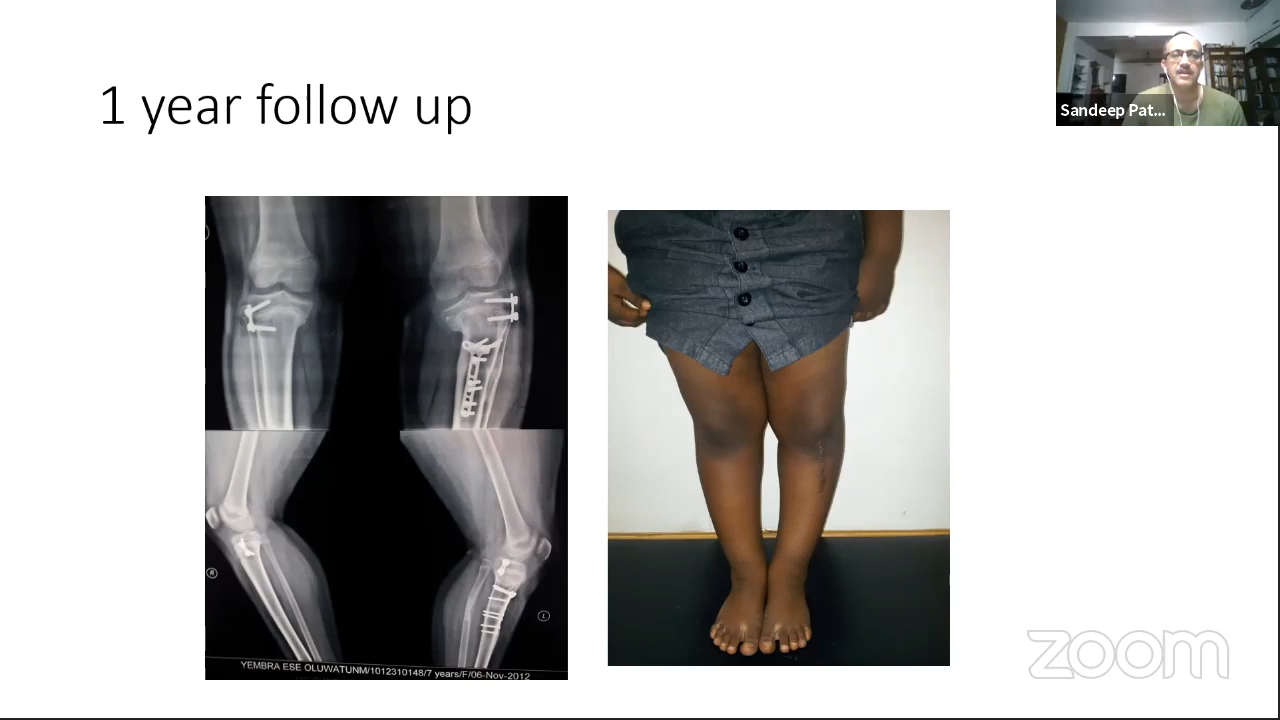 1 year follow up
Sandeep Pat...
R
L
YEMBRA ESE OLUWATUNM/1012310148/7 years/F/06-Nov-2012
zoom